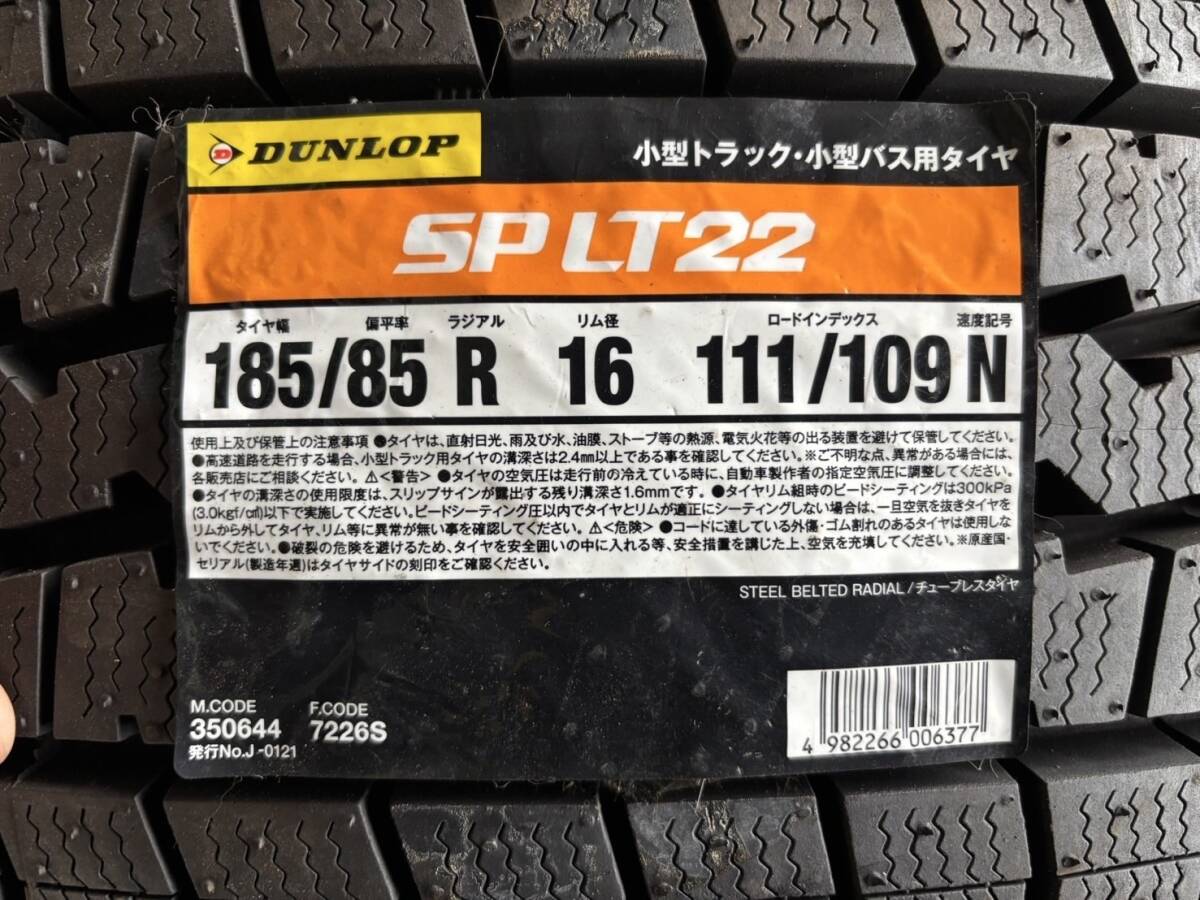 DUNLOP
小型トラック・小型バス用タイヤ
SP LT22
タイヤ幅 偏平率 ラジアル リム径 ロードインデックス 速度記号
185/85 R 16 111/109 N
使用上及び保管上の注意事項 ●タイヤは、直射日光、雨及び水、油膜、ストーブ等の熱源、電気火花等の出る装置を避けて保管してください。
●高速道路を走行する場合、小型トラック用タイヤの溝深さは2.4mm以上である事を確認してください。※ご不明な点、異常がある場合には、
各販売店にご相談ください。⚠<警告> ●タイヤの空気圧は走行前の冷えている時に、自動車製作者の指定空気圧に調整してください。
●タイヤの溝深さの使用限度は、スリップサインが露出する残り溝深さ1.6mmです。 ●タイヤリム組時のビードシーティングは300kPa
(3.0kgf/c㎡)以下で実施してください。ビードシーティング圧以内でタイヤとリムが適正にシーティングしない場合は、一旦空気を抜きタイヤを
リムから外してタイヤ、リム等に異常が無い事を確認してください。⚠<危険> ●コードに達している外傷・ゴム割れのあるタイヤは使用しな
いでください。●破裂の危険を避けるため、タイヤを安全囲いの中に入れる等、安全措置を講じた上、空気を充填してください。※原産国・
セリアル(製造年週)はタイヤサイドの刻印をご確認ください。
STEEL BELTED RADIAL/チューブレスタイヤ
M.CODE F.CODE
350644 7226S
発行No.J-0121
4 982266 006377